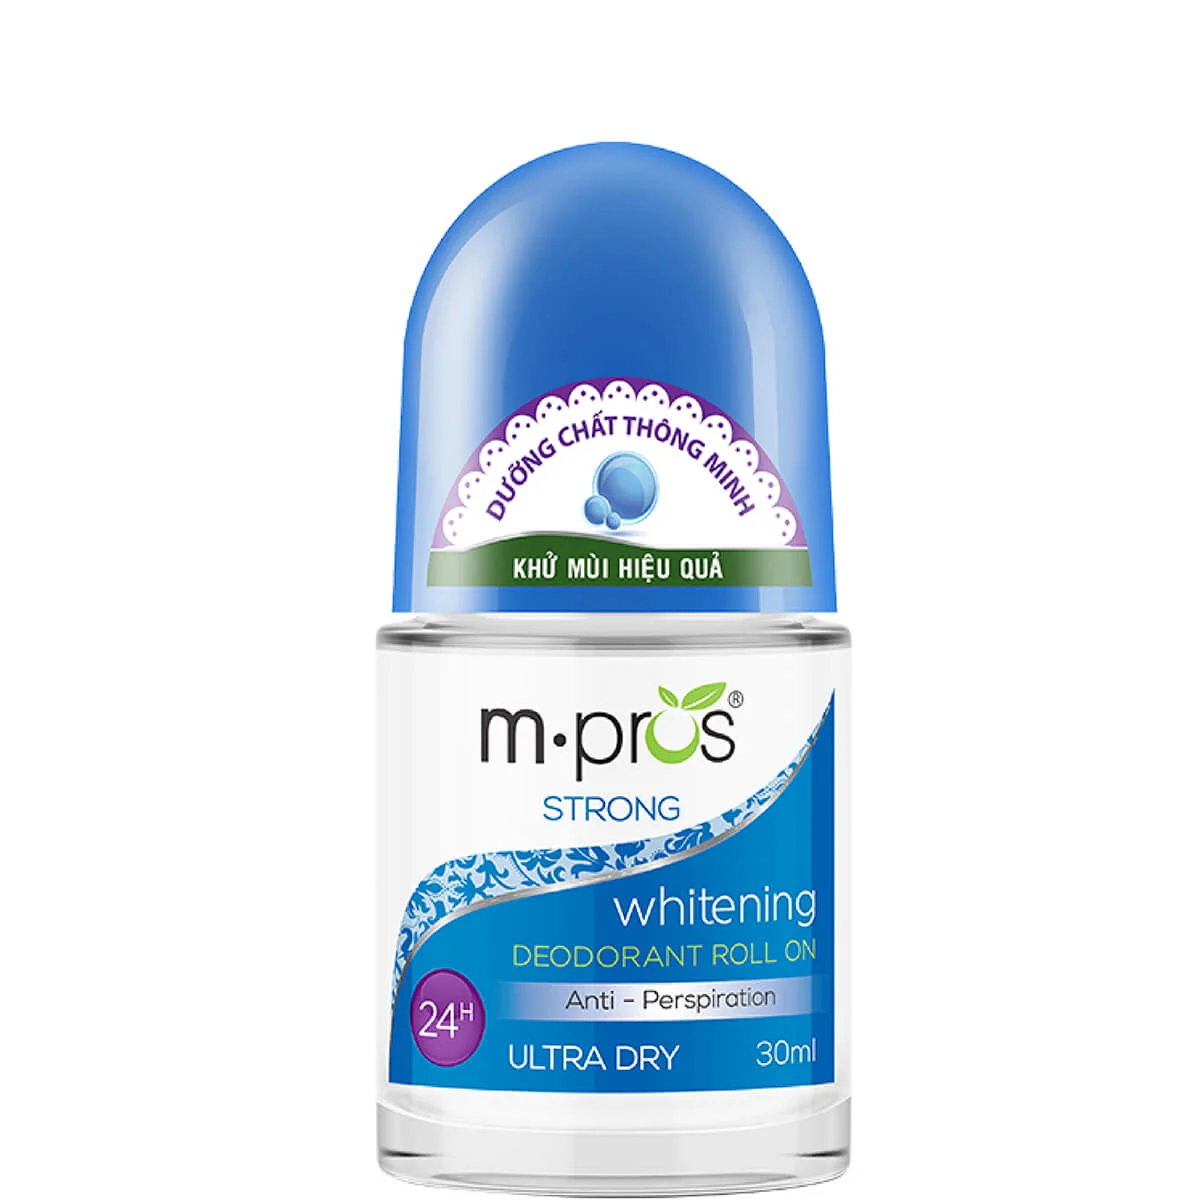 DƯỠNG CHẤT THÔNG MINH
KHỬ MÙI HIỆU QUẢ
m·pros®
STRONG
whitening
DEODORANT ROLL ON
Anti - Perspiration
24H
ULTRA DRY
30ml